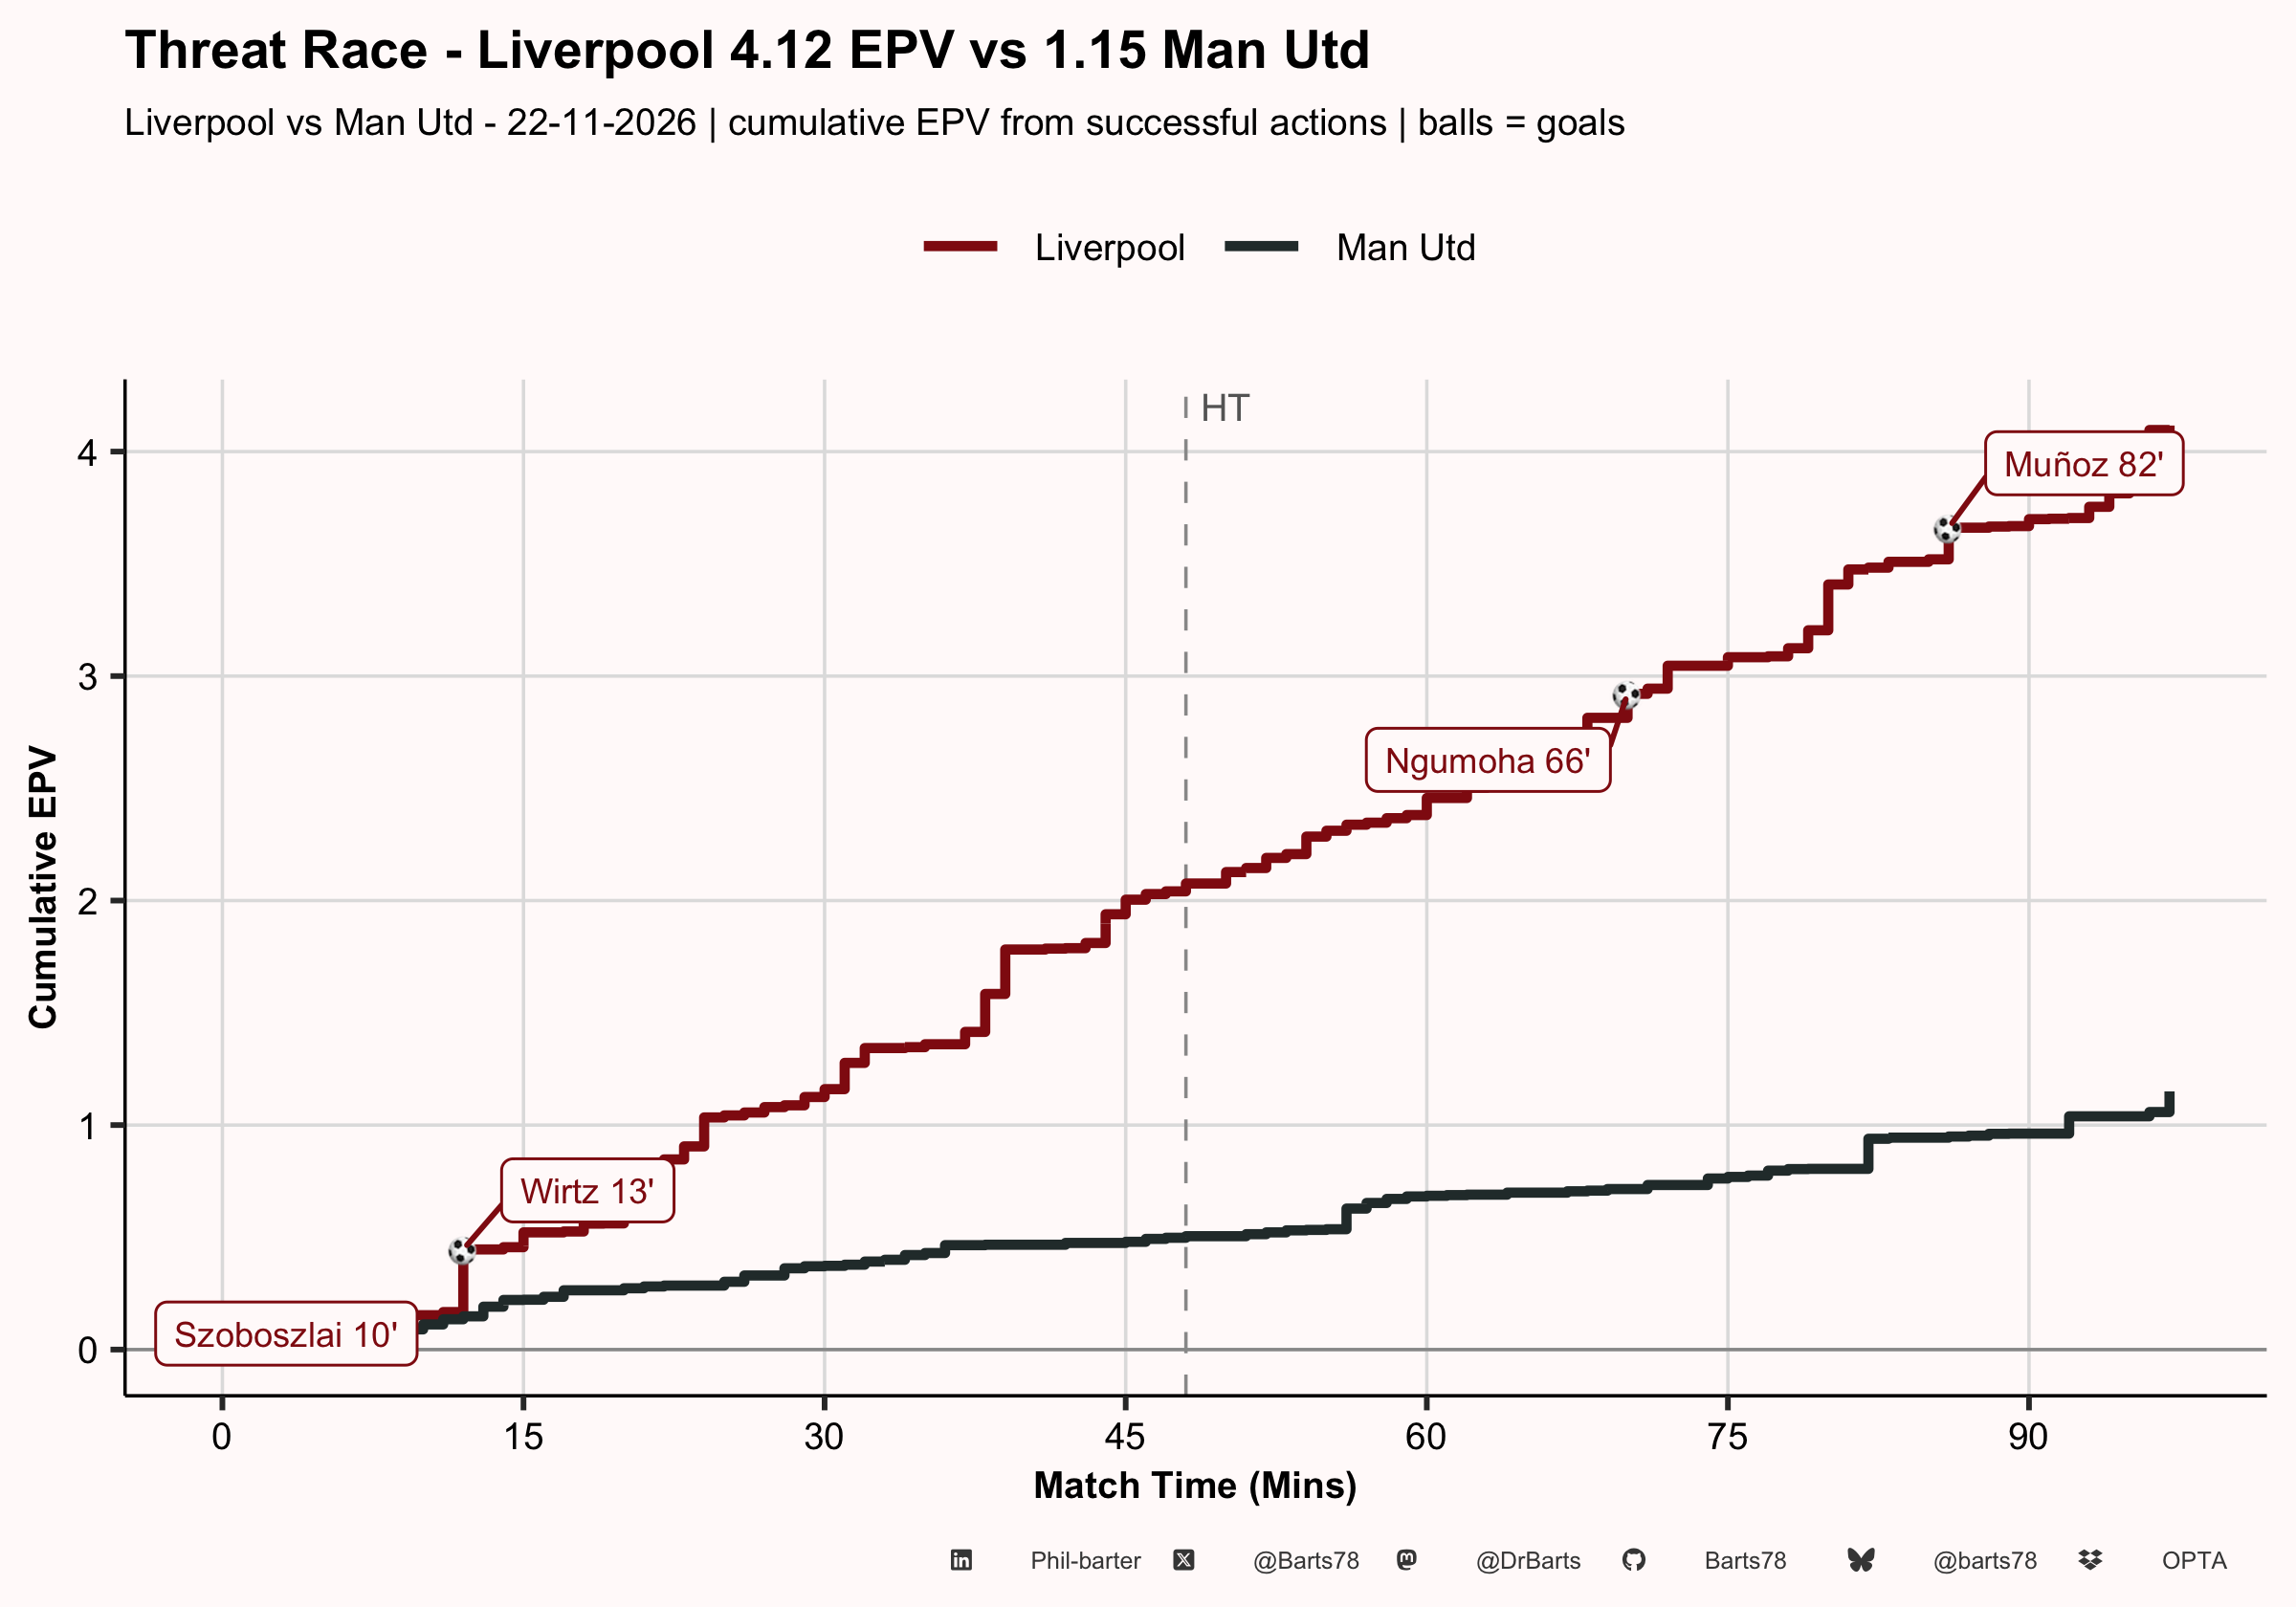 Threat Race - Liverpool 4.12 EPV vs 1.15 Man Utd
Liverpool vs Man Utd - 22-11-2026 | cumulative EPV from successful actions | balls = goals
Liverpool
Man Utd
HT
4
3
2
1
0
Cumulative EPV
Muñoz 82'
Ngumoha 66'
Wirtz 13'
Szoboszlai 10'
0 15 30 45 60 75 90
Match Time (Mins)
Phil-barter @Barts78 @DrBarts Barts78 @barts78 OPTA